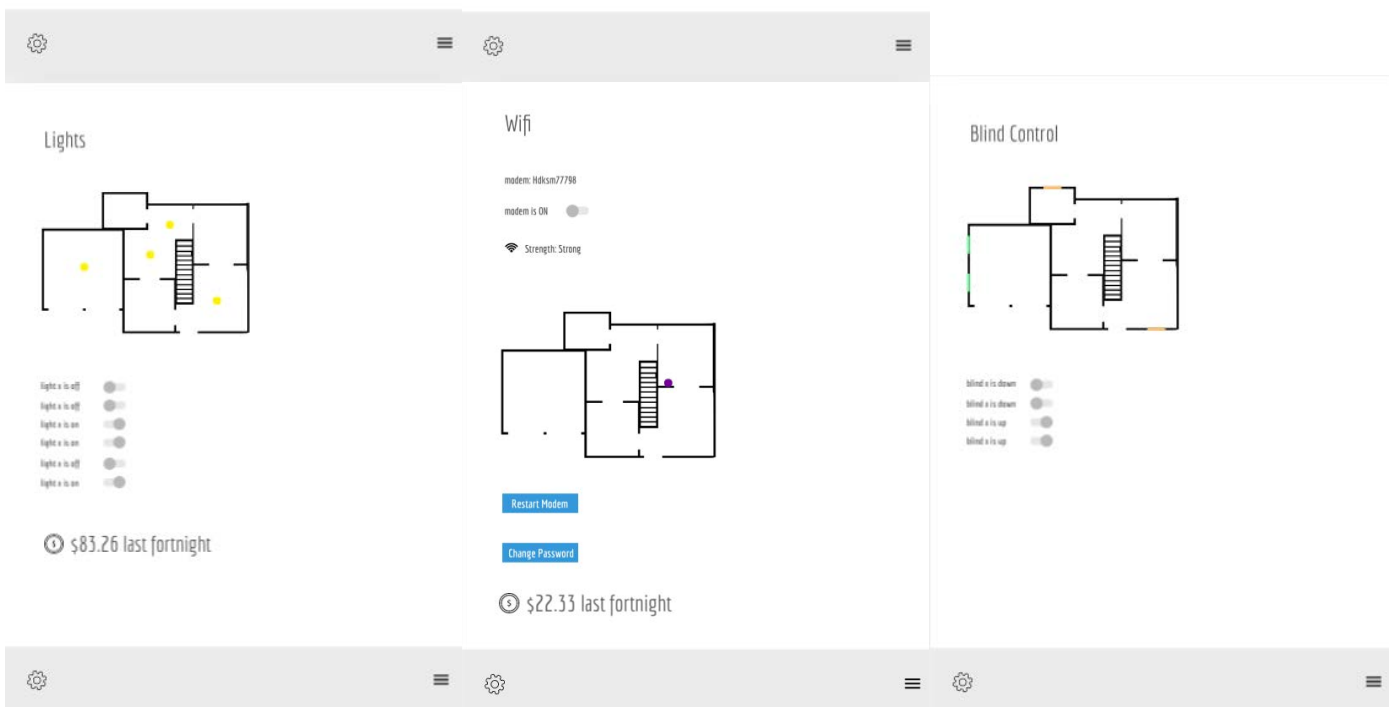 Lights
light x is off
light x is off
light x is on
light x is on
light x is off
light x is on
$83.26 last fortnight
Wifi
modem: Hdksm77798
modem is ON
Strength: Strong
Restart Modem
Change Password
$22.33 last fortnight
Blind Control
blind x is down
blind x is down
blind x is up
blind x is up